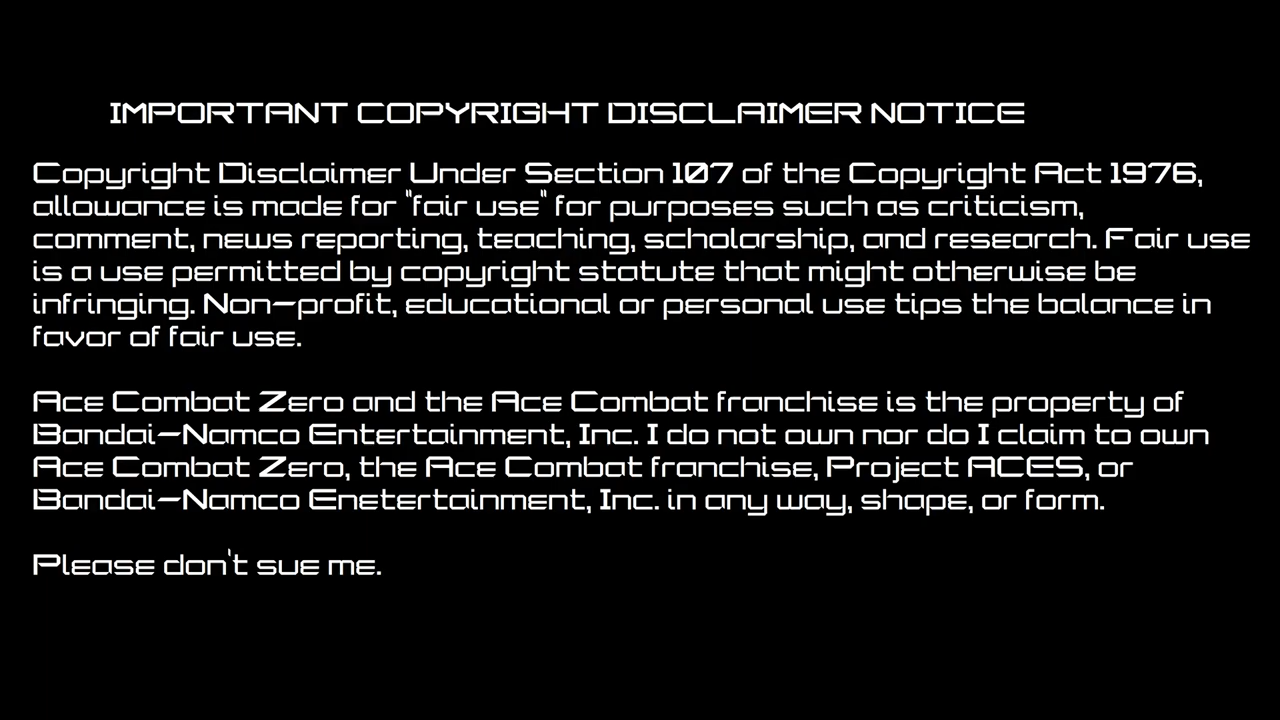 IMPORTANT COPYRIGHT DISCLAIMER NOTICE
Copyright Disclaimer Under Section 107 of the Copyright Act 1976,
allowance is made for "fair use" for purposes such as criticism,
comment, news reporting, teaching, scholarship, and research. Fair use
is a use permitted by copyright statute that might otherwise be
infringing. Non-profit, educational or personal use tips the balance in
favor of fair use.
Ace Combat Zero and the Ace Combat franchise is the property of
Bandai-Namco Entertainment, Inc. I do not own nor do I claim to own
Ace Combat Zero, the Ace Combat franchise, Project ACES, or
Bandai-Namco Enetertainment, Inc. in any way, shape, or form.
Please don't sue me.